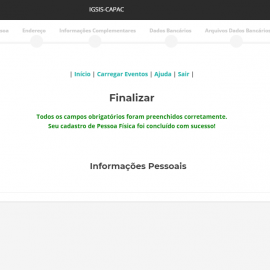 IGSIS-CAPAC
Endereço Informações Complementares Dados Bancários Arquivos Dados Bancários
| Início | Carregar Eventos | Ajuda | Sair |
Finalizar
Todos os campos obrigatórios foram preenchidos corretamente.
Seu cadastro de Pessoa Física foi concluído com sucesso!
Informações Pessoais